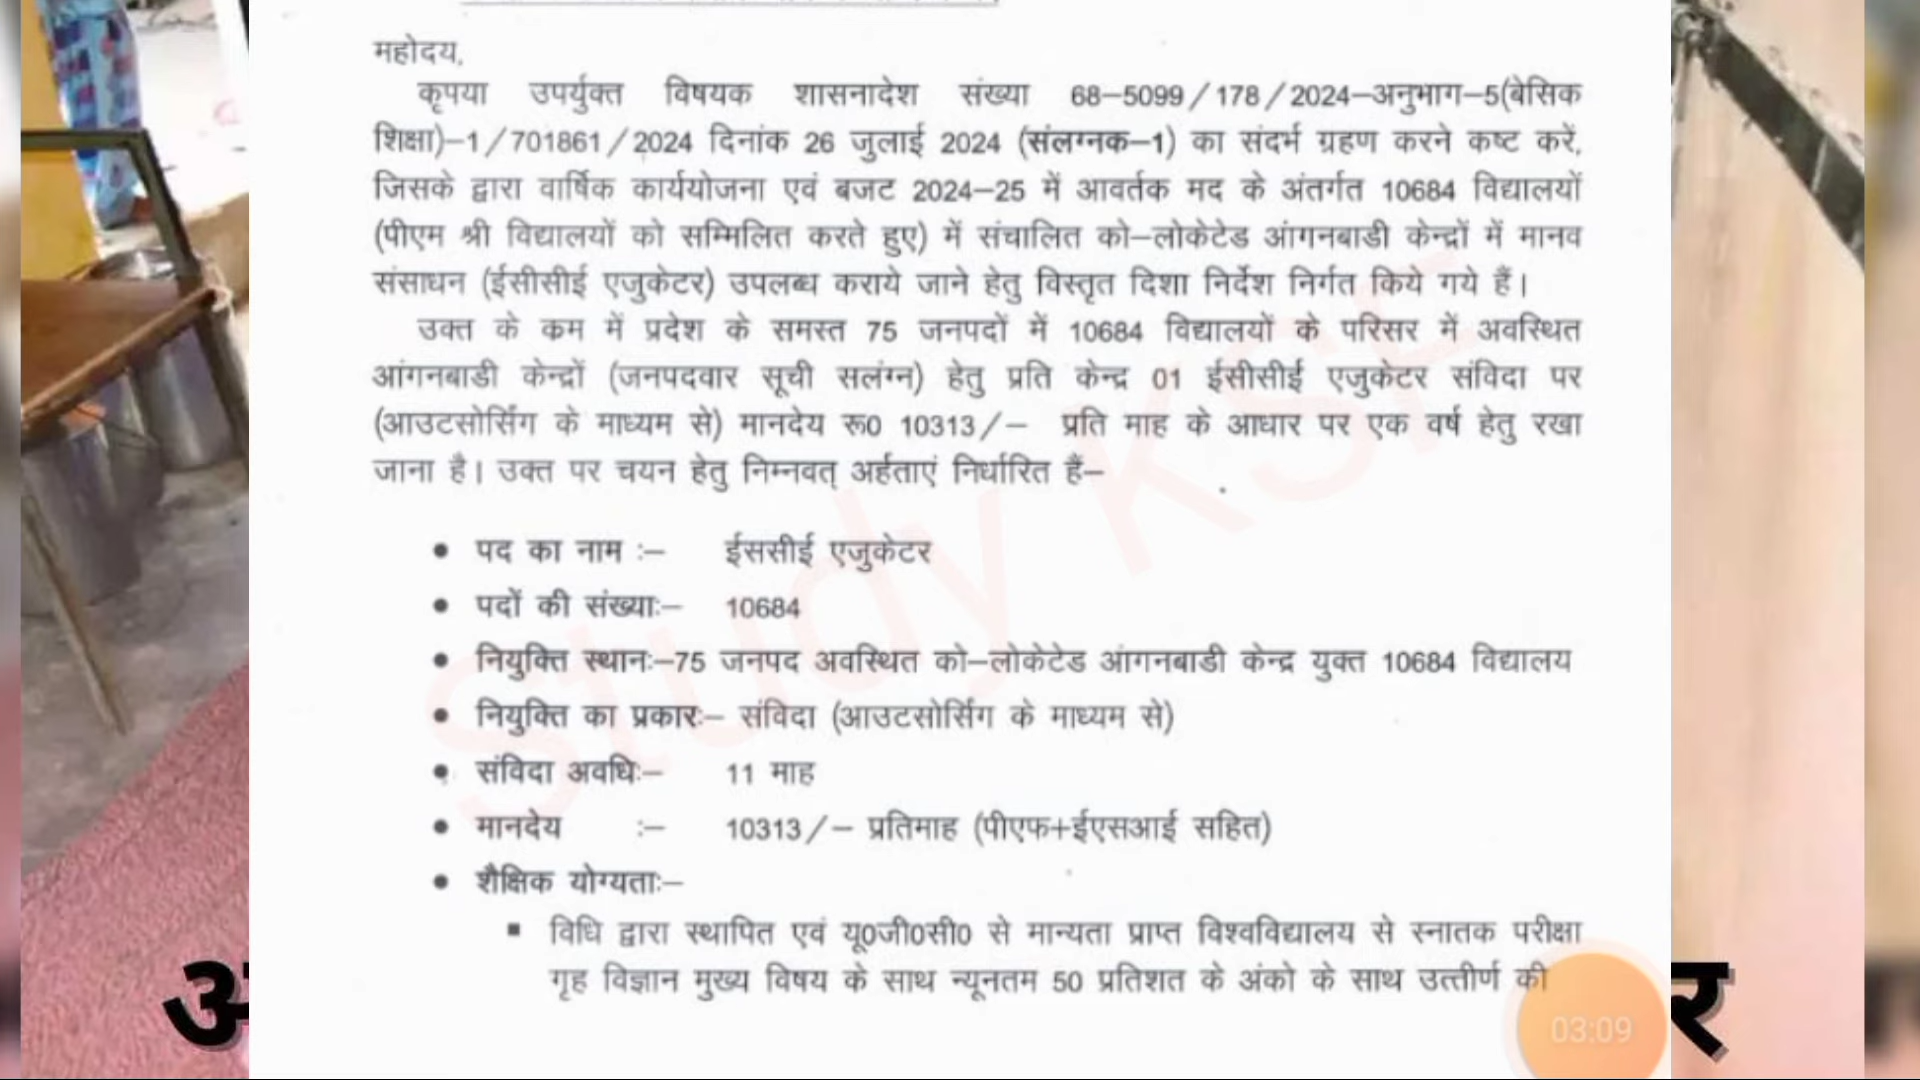 महोदय,
कृपया उपर्युक्त विषयक शासनादेश संख्या 68–5099/178/2024–अनुभाग–5(बेसिक
शिक्षा)–1/701861/2024 दिनांक 26 जुलाई 2024 (संलग्नक–1) का संदर्भ ग्रहण करने कष्ट करें,
जिसके द्वारा वार्षिक कार्ययोजना एवं बजट 2024–25 में आवर्तक मद के अंतर्गत 10684 विद्यालयों
(पीएम श्री विद्यालयों को सम्मिलित करते हुए) में संचालित को–लोकेटेड आंगनबाडी केन्द्रों में मानव
संसाधन (ईसीसीई एजुकेटर) उपलब्ध कराये जाने हेतु विस्तृत दिशा निर्देश निर्गत किये गये हैं।
उक्त के कम में प्रदेश के समस्त 75 जनपदों में 10684 विद्यालयों के परिसर में अवस्थित
आंगनबाडी केन्द्रों (जनपदवार सूची सलंग्न) हेतु प्रति केन्द्र 01 ईसीसीई एजुकेटर संविदा पर
(आउटसोर्सिंग के माध्यम से) मानदेय रू0 10313/– प्रति माह के आधार पर एक वर्ष हेतु रखा
जाना है। उक्त पर चयन हेतु निम्नवत् अर्हताएं निर्धारित हैं–
• पद का नाम :– ईससीई एजुकेटर
• पदों की संख्याः– 10684
• नियुक्ति स्थानः–75 जनपद अवस्थित को–लोकेटेड आंगनबाडी केन्द्र युक्त 10684 विद्यालय
• नियुक्ति का प्रकारः– संविदा (आउटसोर्सिंग के माध्यम से)
• संविदा अवधिः– 11 माह
• मानदेय :– 10313/– प्रतिमाह (पीएफ+ईएसआई सहित)
• शैक्षिक योग्यताः–
▪ विधि द्वारा स्थापित एवं यू0जी0सी0 से मान्यता प्राप्त विश्वविद्यालय से स्नातक परीक्षा
गृह विज्ञान मुख्य विषय के साथ न्यूनतम 50 प्रतिशत के अंको के साथ उत्तीर्ण की
03:09
Study KSF